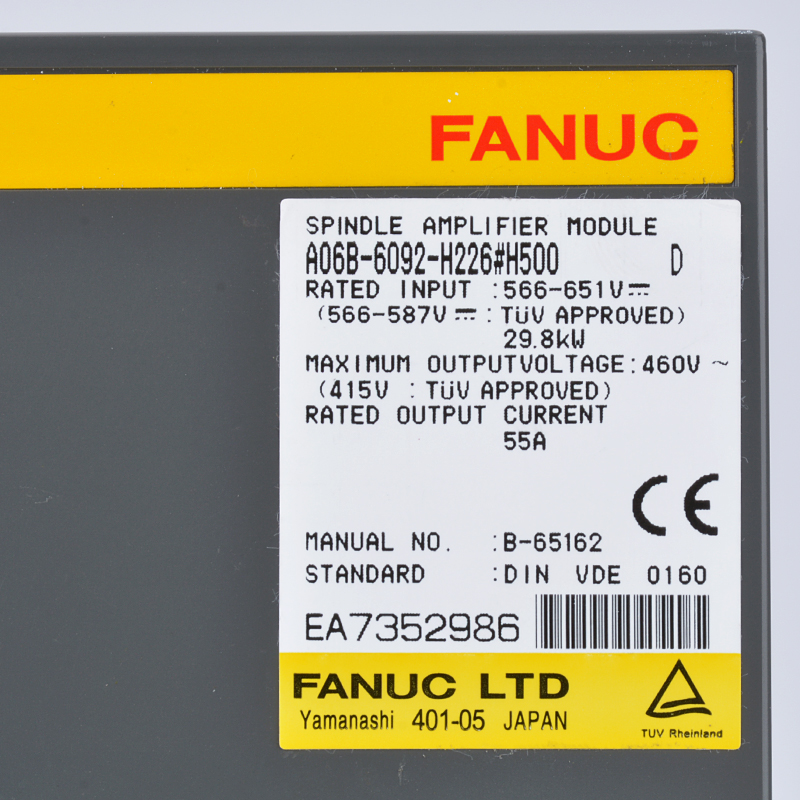 FANUC
SPINDLE AMPLIFIER MODULE
A06B-6092-H226#H500 D
RATED INPUT :566-651V⎓
(566-587V⎓ : TÜV APPROVED)
29.8kW
MAXIMUM OUTPUTVOLTAGE:460V ~
(415V : TÜV APPROVED)
RATED OUTPUT CURRENT
55A
CE
MANUAL NO. :B-65162
STANDARD :DIN VDE 0160
EA7352986
FANUC LTD
Yamanashi 401-05 JAPAN
TUV Rheinland